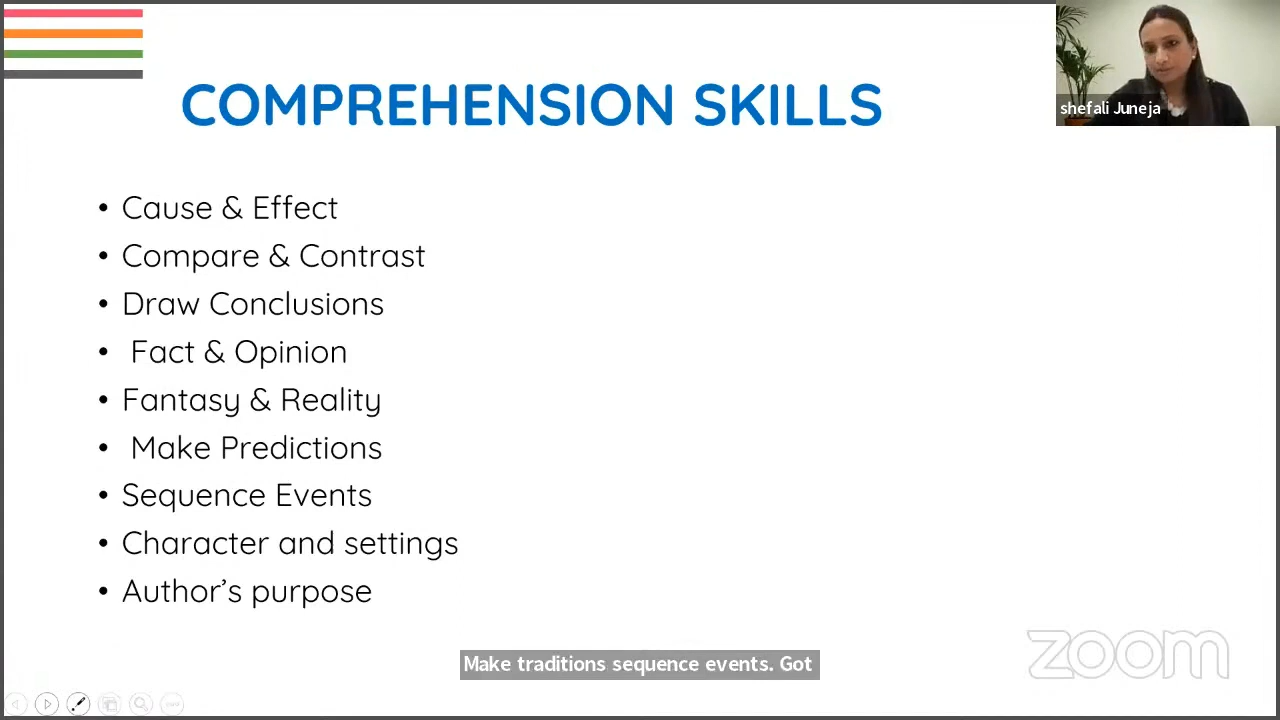 COMPREHENSION SKILLS
shefali Juneja
• Cause & Effect
• Compare & Contrast
• Draw Conclusions
• Fact & Opinion
• Fantasy & Reality
• Make Predictions
• Sequence Events
• Character and settings
• Author's purpose
Make traditions sequence events. Got
zoom